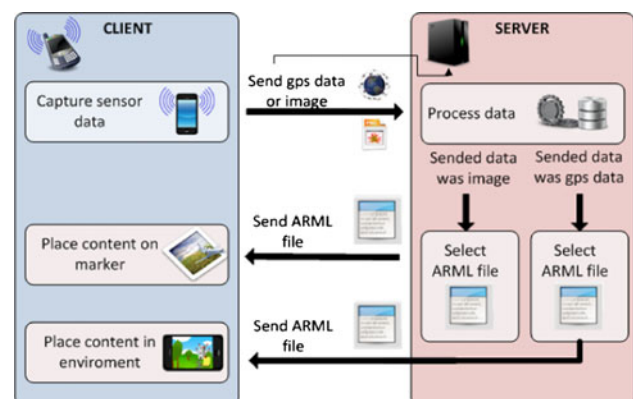 CLIENT
SERVER
Capture sensor
data
Send gps data
or image
Process data
Sended data
was image
Sended data
was gps data
Send ARML
file
Place content on
marker
Select
ARML file
Select
ARML file
Send ARML
file
Place content in
enviroment